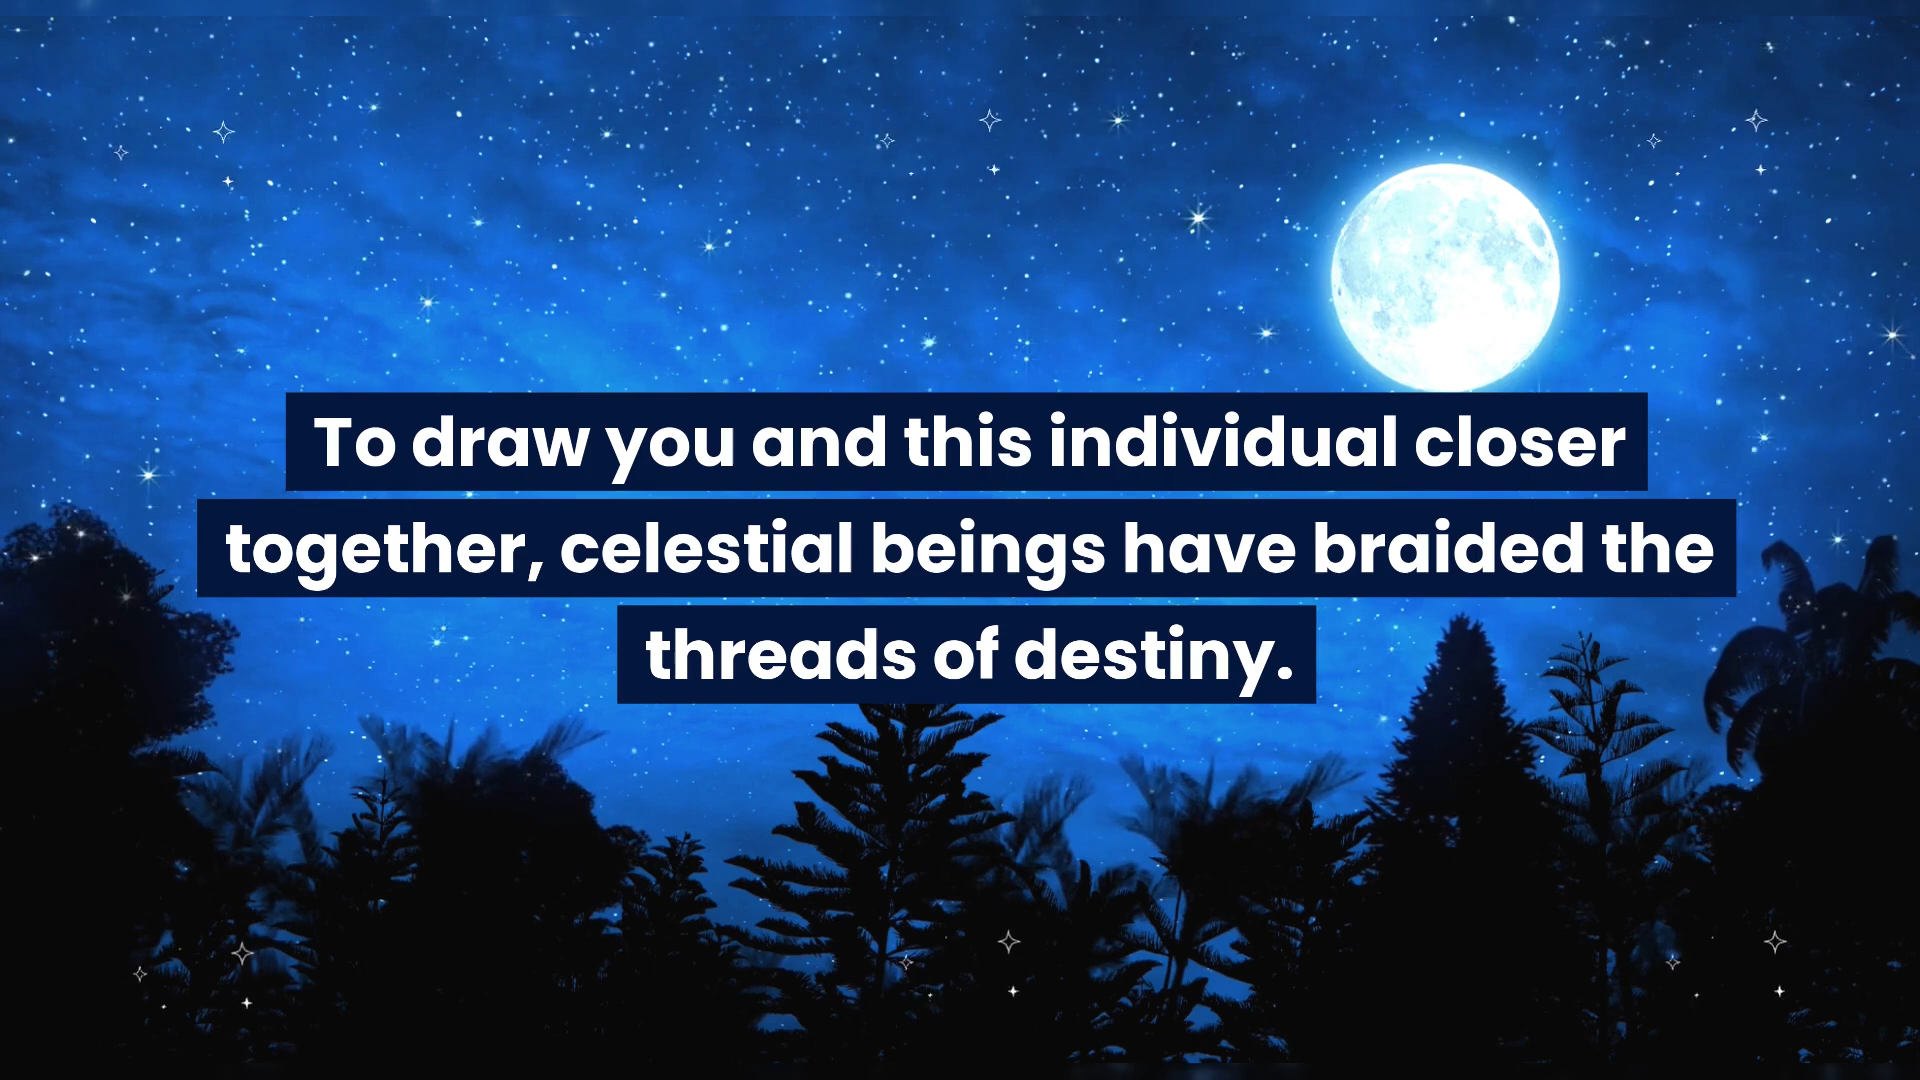 To draw you and this individual closer
together, celestial beings have braided the
threads of destiny.